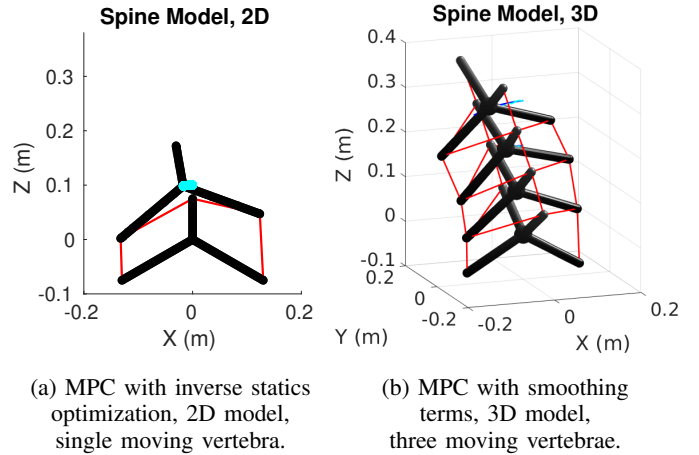 Spine Model, 2D
0.3
0.2
0.1
0
-0.1
Z (m)
-0.2
0
0.2
X (m)
(a) MPC with inverse statics
optimization, 2D model,
single moving vertebra.
Spine Model, 3D
0.4
0.3
0.2
0.1
0
-0.1
Z (m)
0.2
0
-0.2
Y (m)
-0.2
0
0.2
X (m)
(b) MPC with smoothing
terms, 3D model,
three moving vertebrae.